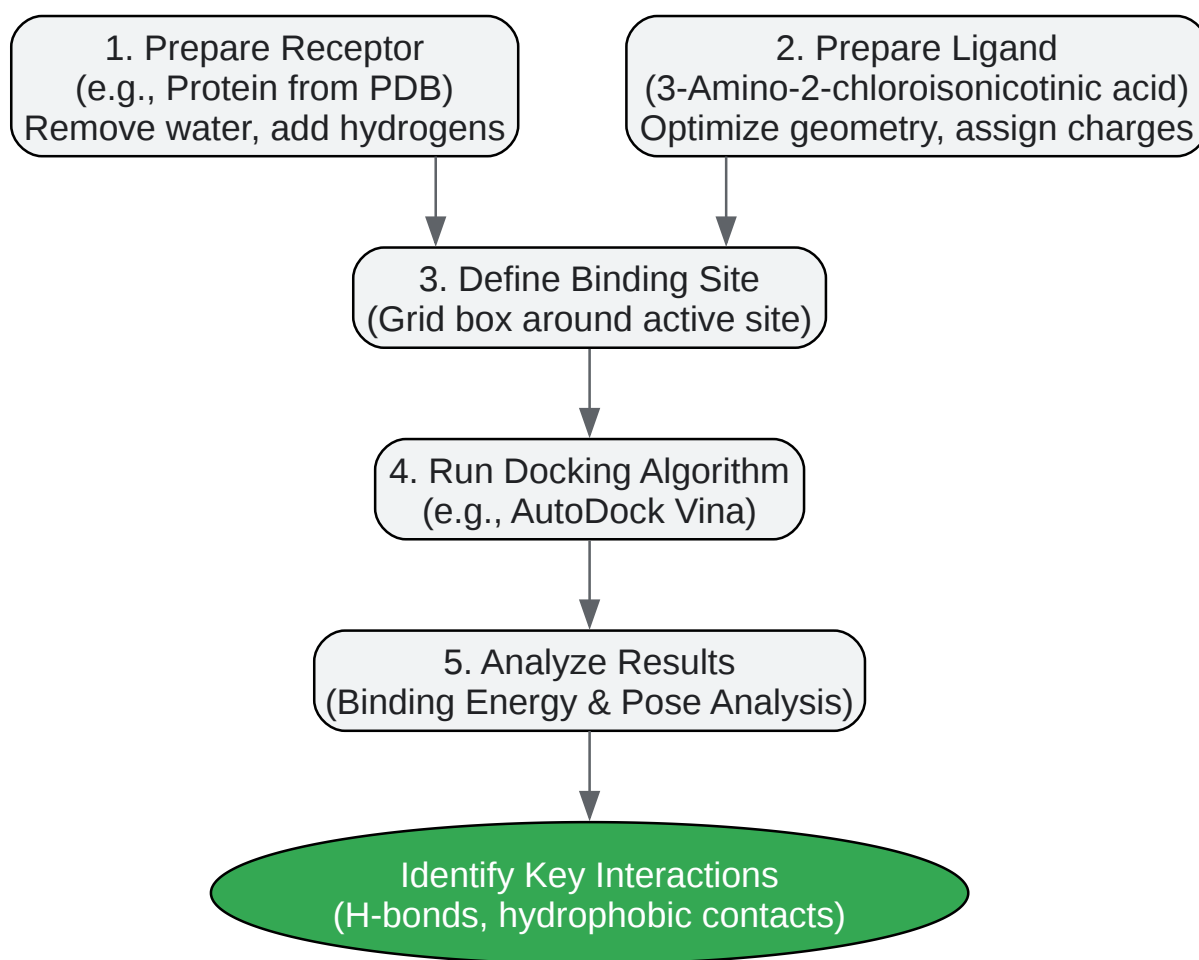 1. Prepare Receptor
(e.g., Protein from PDB)
Remove water, add hydrogens
2. Prepare Ligand
(3-Amino-2-chloroisonicotinic acid)
Optimize geometry, assign charges
3. Define Binding Site
(Grid box around active site)
4. Run Docking Algorithm
(e.g., AutoDock Vina)
5. Analyze Results
(Binding Energy & Pose Analysis)
Identify Key Interactions
(H-bonds, hydrophobic contacts)